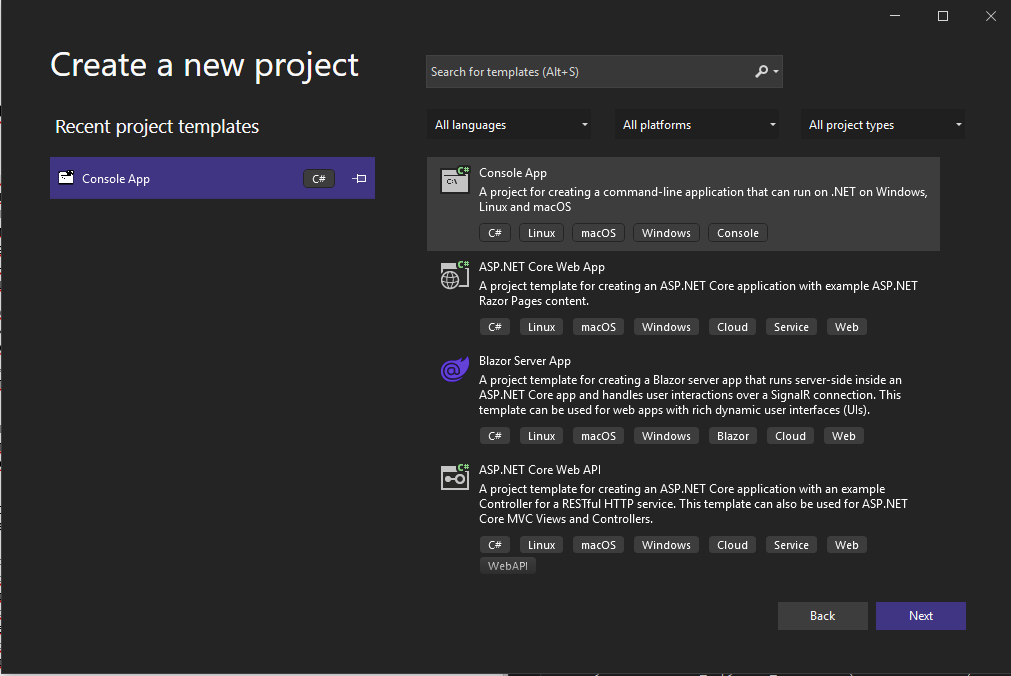 Create a new project
Search for templates (Alt+S)
Recent project templates
All languages
All platforms
All project types
Console App
C#
C#
C:\
Console App
A project for creating a command-line application that can run on .NET on Windows,
Linux and macOS
C# Linux macOS Windows Console
C#
ASP.NET Core Web App
A project template for creating an ASP.NET Core application with example ASP.NET
Razor Pages content.
C# Linux macOS Windows Cloud Service Web
Blazor Server App
A project template for creating a Blazor server app that runs server-side inside an
ASP.NET Core app and handles user interactions over a SignalR connection. This
template can be used for web apps with rich dynamic user interfaces (UIs).
C# Linux macOS Windows Blazor Cloud Web
C#
ASP.NET Core Web API
A project template for creating an ASP.NET Core application with an example
Controller for a RESTful HTTP service. This template can also be used for ASP.NET
Core MVC Views and Controllers.
C# Linux macOS Windows Cloud Service Web
WebAPI
Back
Next